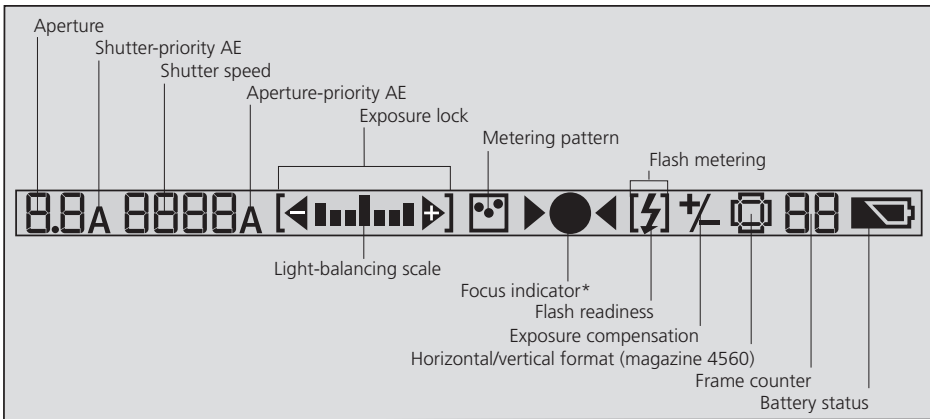 Aperture
Shutter-priority AE
Shutter speed
Aperture-priority AE
Exposure lock
Metering pattern
Flash metering
8.8A 8888A [- +] [ ] +/- 88
Light-balancing scale
Focus indicator*
Flash readiness
Exposure compensation
Horizontal/vertical format (magazine 4560)
Frame counter
Battery status